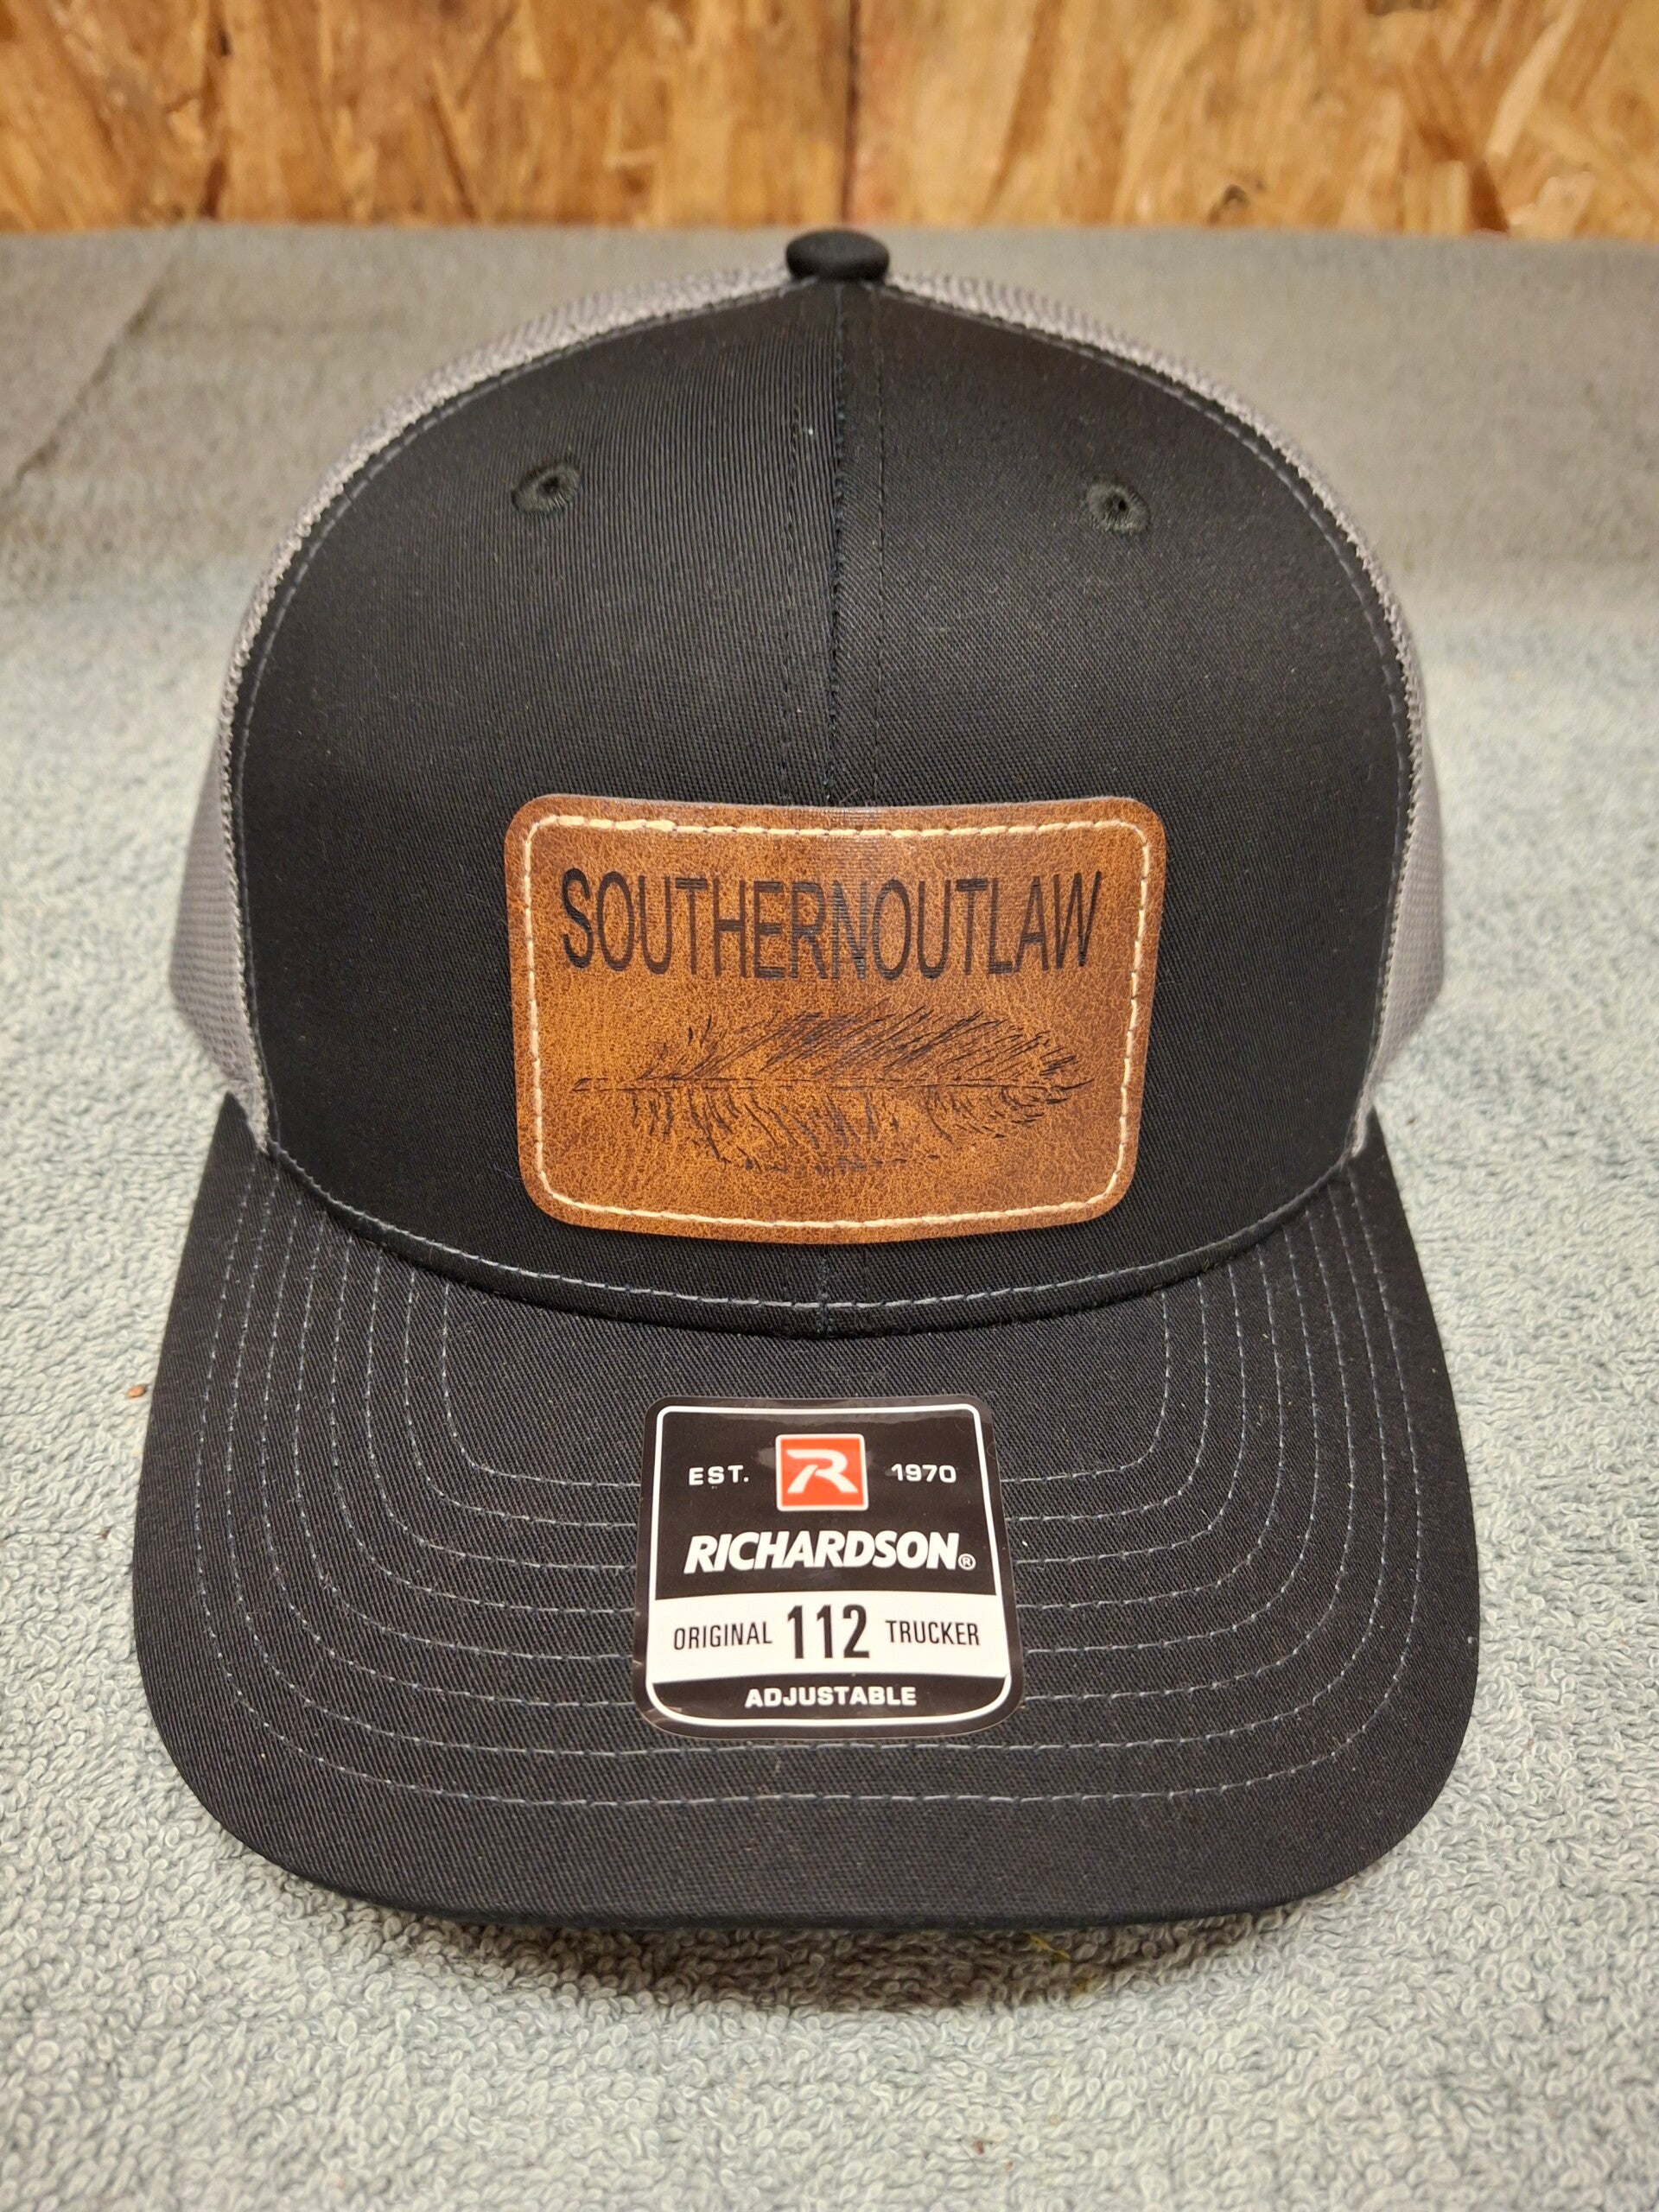 SOUTHERNOUTLAW
EST. R 1970
RICHARDSON®
ORIGINAL 112 TRUCKER
ADJUSTABLE